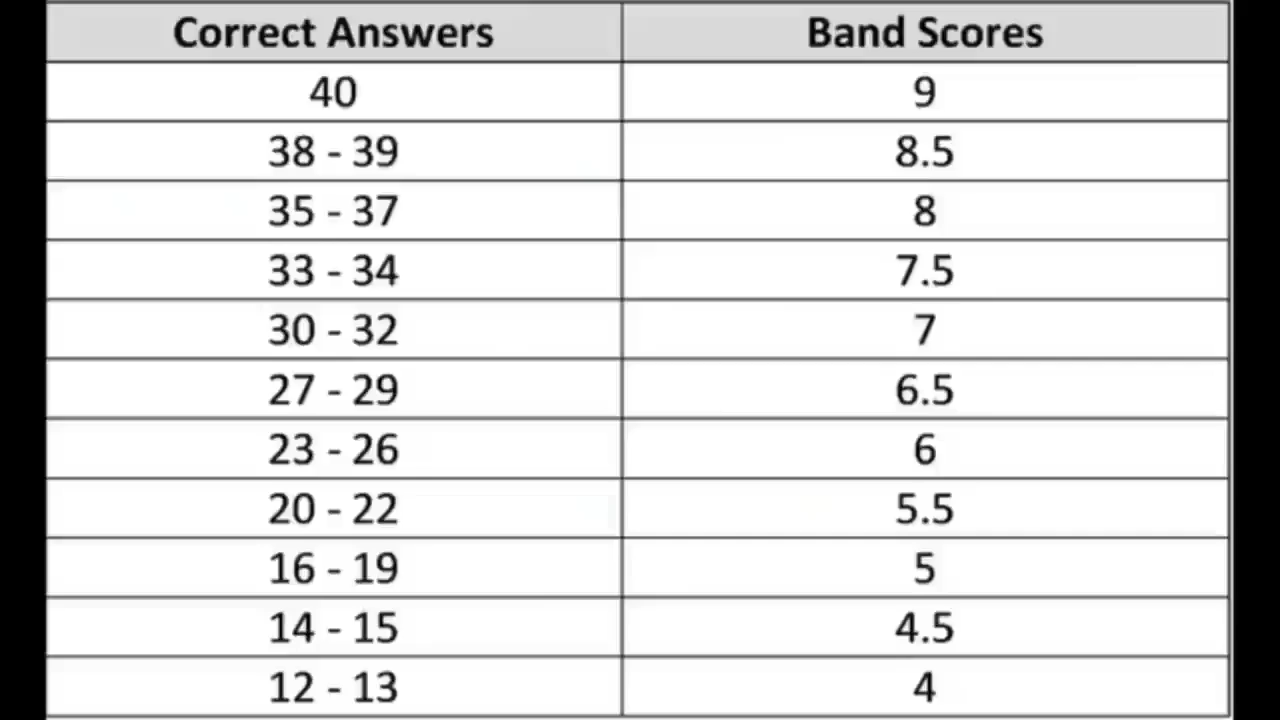 Correct Answers Band Scores
40 9
38 - 39 8.5
35 - 37 8
33 - 34 7.5
30 - 32 7
27 - 29 6.5
23 - 26 6
20 - 22 5.5
16 - 19 5
14 - 15 4.5
12 - 13 4